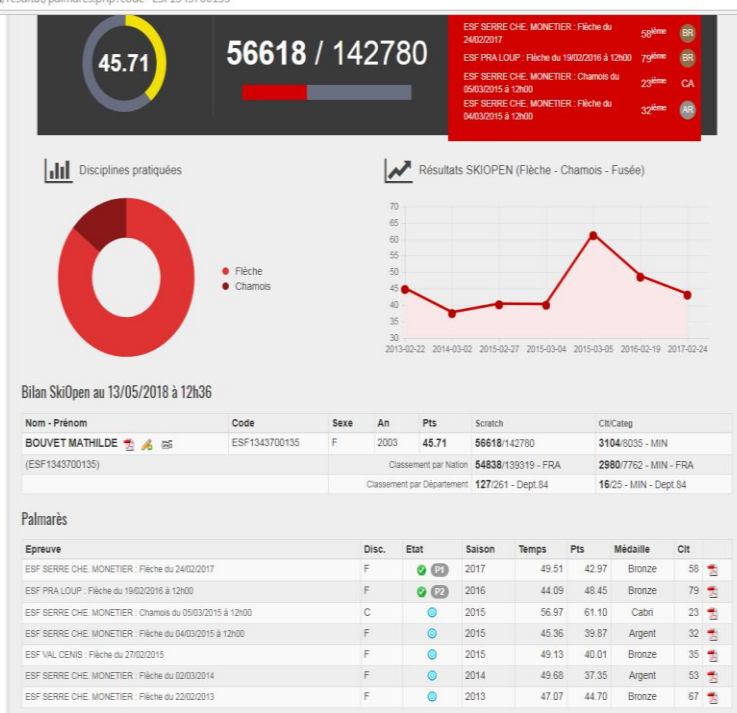 45.71
56618 / 142780
ESF SERRE CHE. MONETIER : Flèche du 24/02/2017 58ième BR
ESF PRA LOUP : Flèche du 19/02/2016 à 12h00 79ième BR
ESF SERRE CHE. MONETIER : Chamois du 05/03/2015 à 12h00 23ième CA
ESF SERRE CHE. MONETIER : Flèche du 04/03/2015 à 12h00 32ième AR
Disciplines pratiquées
Flèche
Chamois
Résultats SKIOPEN (Flèche - Chamois - Fusée)
70
65
60
55
50
45
40
35
30
2013-02-22 2014-03-02 2015-02-27 2015-03-04 2015-03-05 2016-02-19 2017-02-24
Bilan SkiOpen au 13/05/2018 à 12h36
Nom - Prénom Code Sexe An Pts Scratch Clt/Categ
BOUVET MATHILDE ESF1343700135 F 2003 45.71 56618/142780 3104/8035 - MIN
(ESF1343700135) Classement par Nation 54838/139319 - FRA 2980/7762 - MIN - FRA
Classement par Département 127/261 - Dept.84 16/25 - MIN - Dept.84
Palmarès
Epreuve Disc. Etat Saison Temps Pts Médaille Clt
ESF SERRE CHE. MONETIER : Flèche du 24/02/2017 F P1 2017 49.51 42.97 Bronze 58
ESF PRA LOUP : Flèche du 19/02/2016 à 12h00 F P2 2016 44.09 48.45 Bronze 79
ESF SERRE CHE. MONETIER : Chamois du 05/03/2015 à 12h00 C 2015 56.97 61.10 Cabri 23
ESF SERRE CHE. MONETIER : Flèche du 04/03/2015 à 12h00 F 2015 45.36 39.87 Argent 32
ESF VAL CENIS : Flèche du 27/02/2015 F 2015 49.13 40.01 Bronze 35
ESF SERRE CHE. MONETIER : Flèche du 02/03/2014 F 2014 49.68 37.35 Argent 53
ESF SERRE CHE. MONETIER : Flèche du 22/02/2013 F 2013 47.07 44.70 Bronze 67